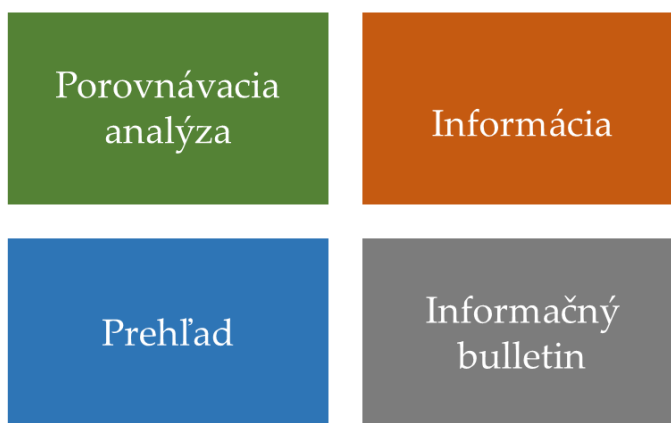 Porovnávacia
analýza
Informácia
Prehľad
Informačný
bulletin